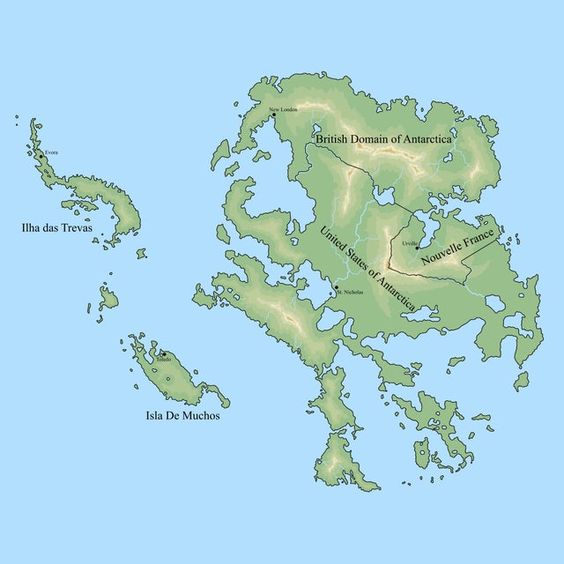 New London
British Domain of Antarctica
Evora
Ilha das Trevas
Urville
Nouvelle France
United States of Antarctica
St. Nicholas
Toledo
Isla De Muchos